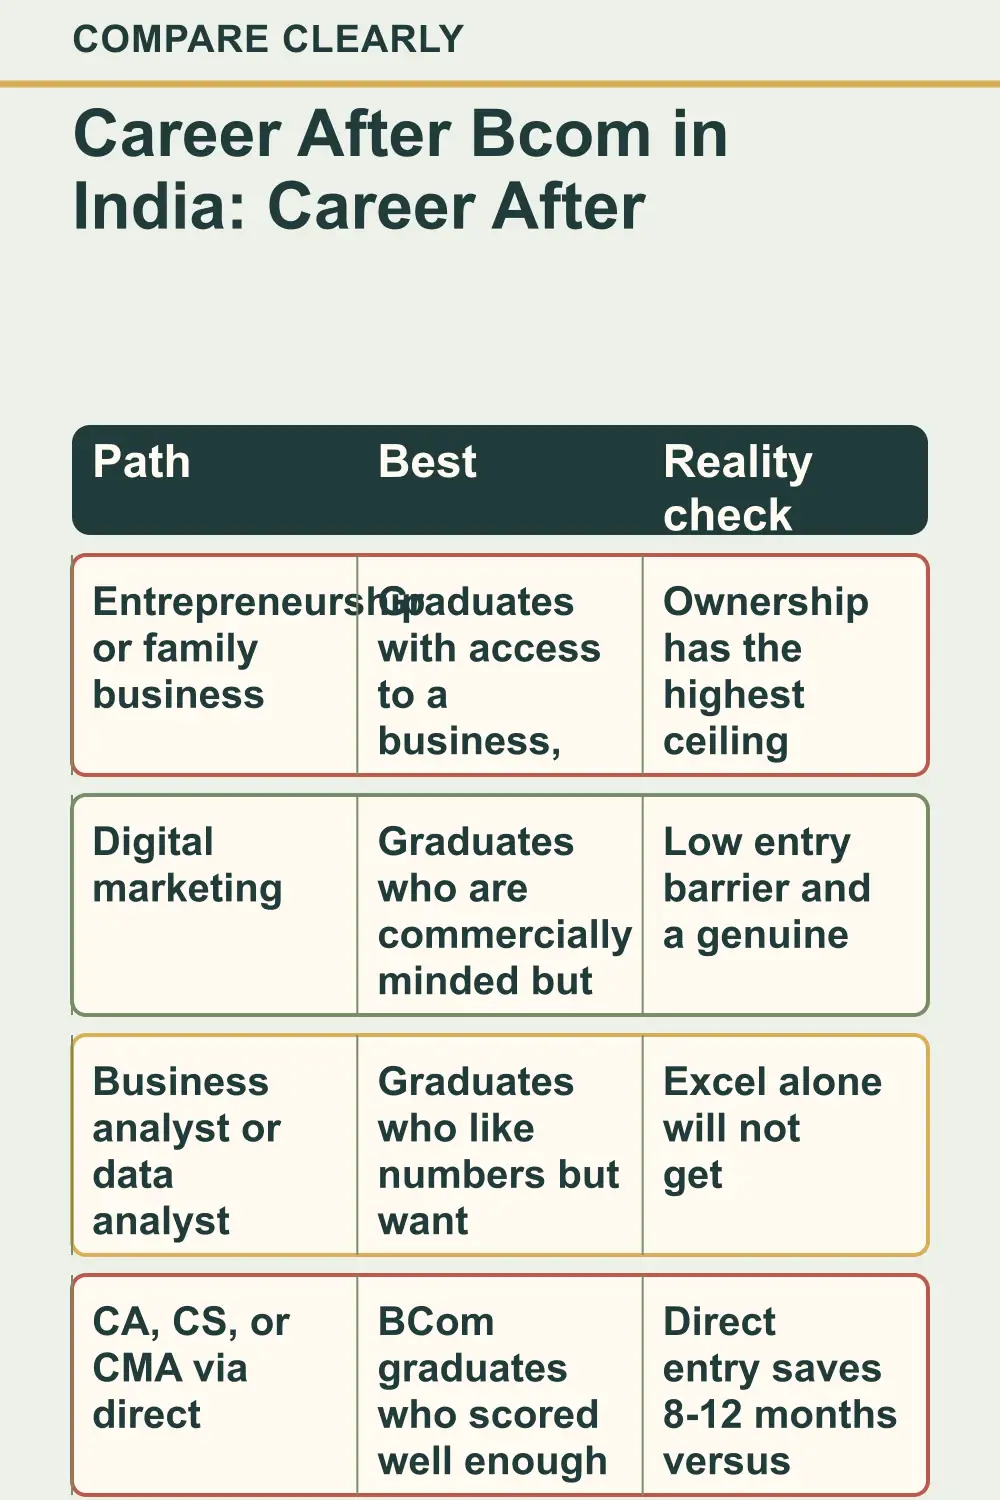 COMPARE CLEARLY
Career After Bcom in
India: Career After
Path
Best
Reality
check
Entrepreneurship
or family
business
Graduates
with access
to a
business,
Ownership
has the
highest
ceiling
Digital
marketing
Graduates
who are
commercially
minded but
Low entry
barrier and
a genuine
Business
analyst or
data
analyst
Graduates
who like
numbers but
want
Excel alone
will not
get
CA, CS, or
CMA via
direct
BCom
graduates
who scored
well enough
Direct
entry saves
8-12 months
versus